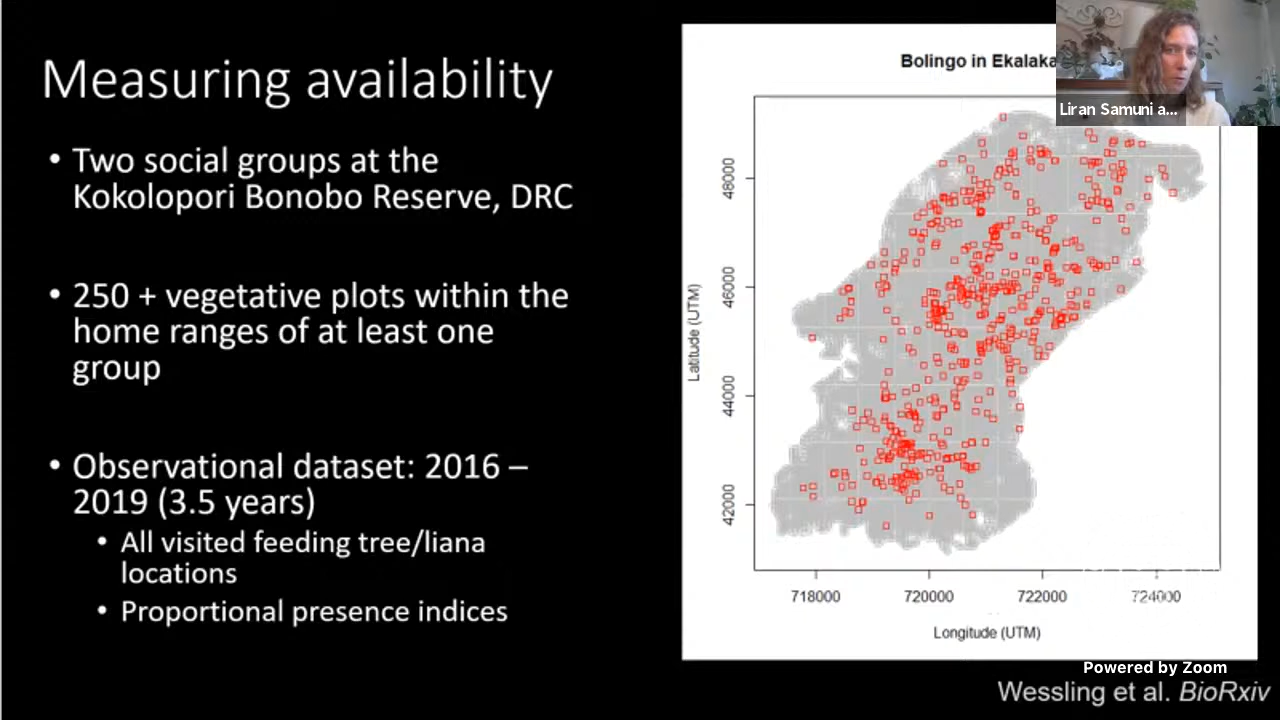 Measuring availability
• Two social groups at the
Kokolopori Bonobo Reserve, DRC
• 250 + vegetative plots within the
home ranges of at least one
group
• Observational dataset: 2016 –
2019 (3.5 years)
• All visited feeding tree/liana
locations
• Proportional presence indices
Bolingo in Ekalaka
Liran Samuni a...
Latitude (UTM)
48000
46000
44000
42000
718000 720000 722000 724000
Longitude (UTM)
Powered by Zoom
Wessling et al. BioRxiv